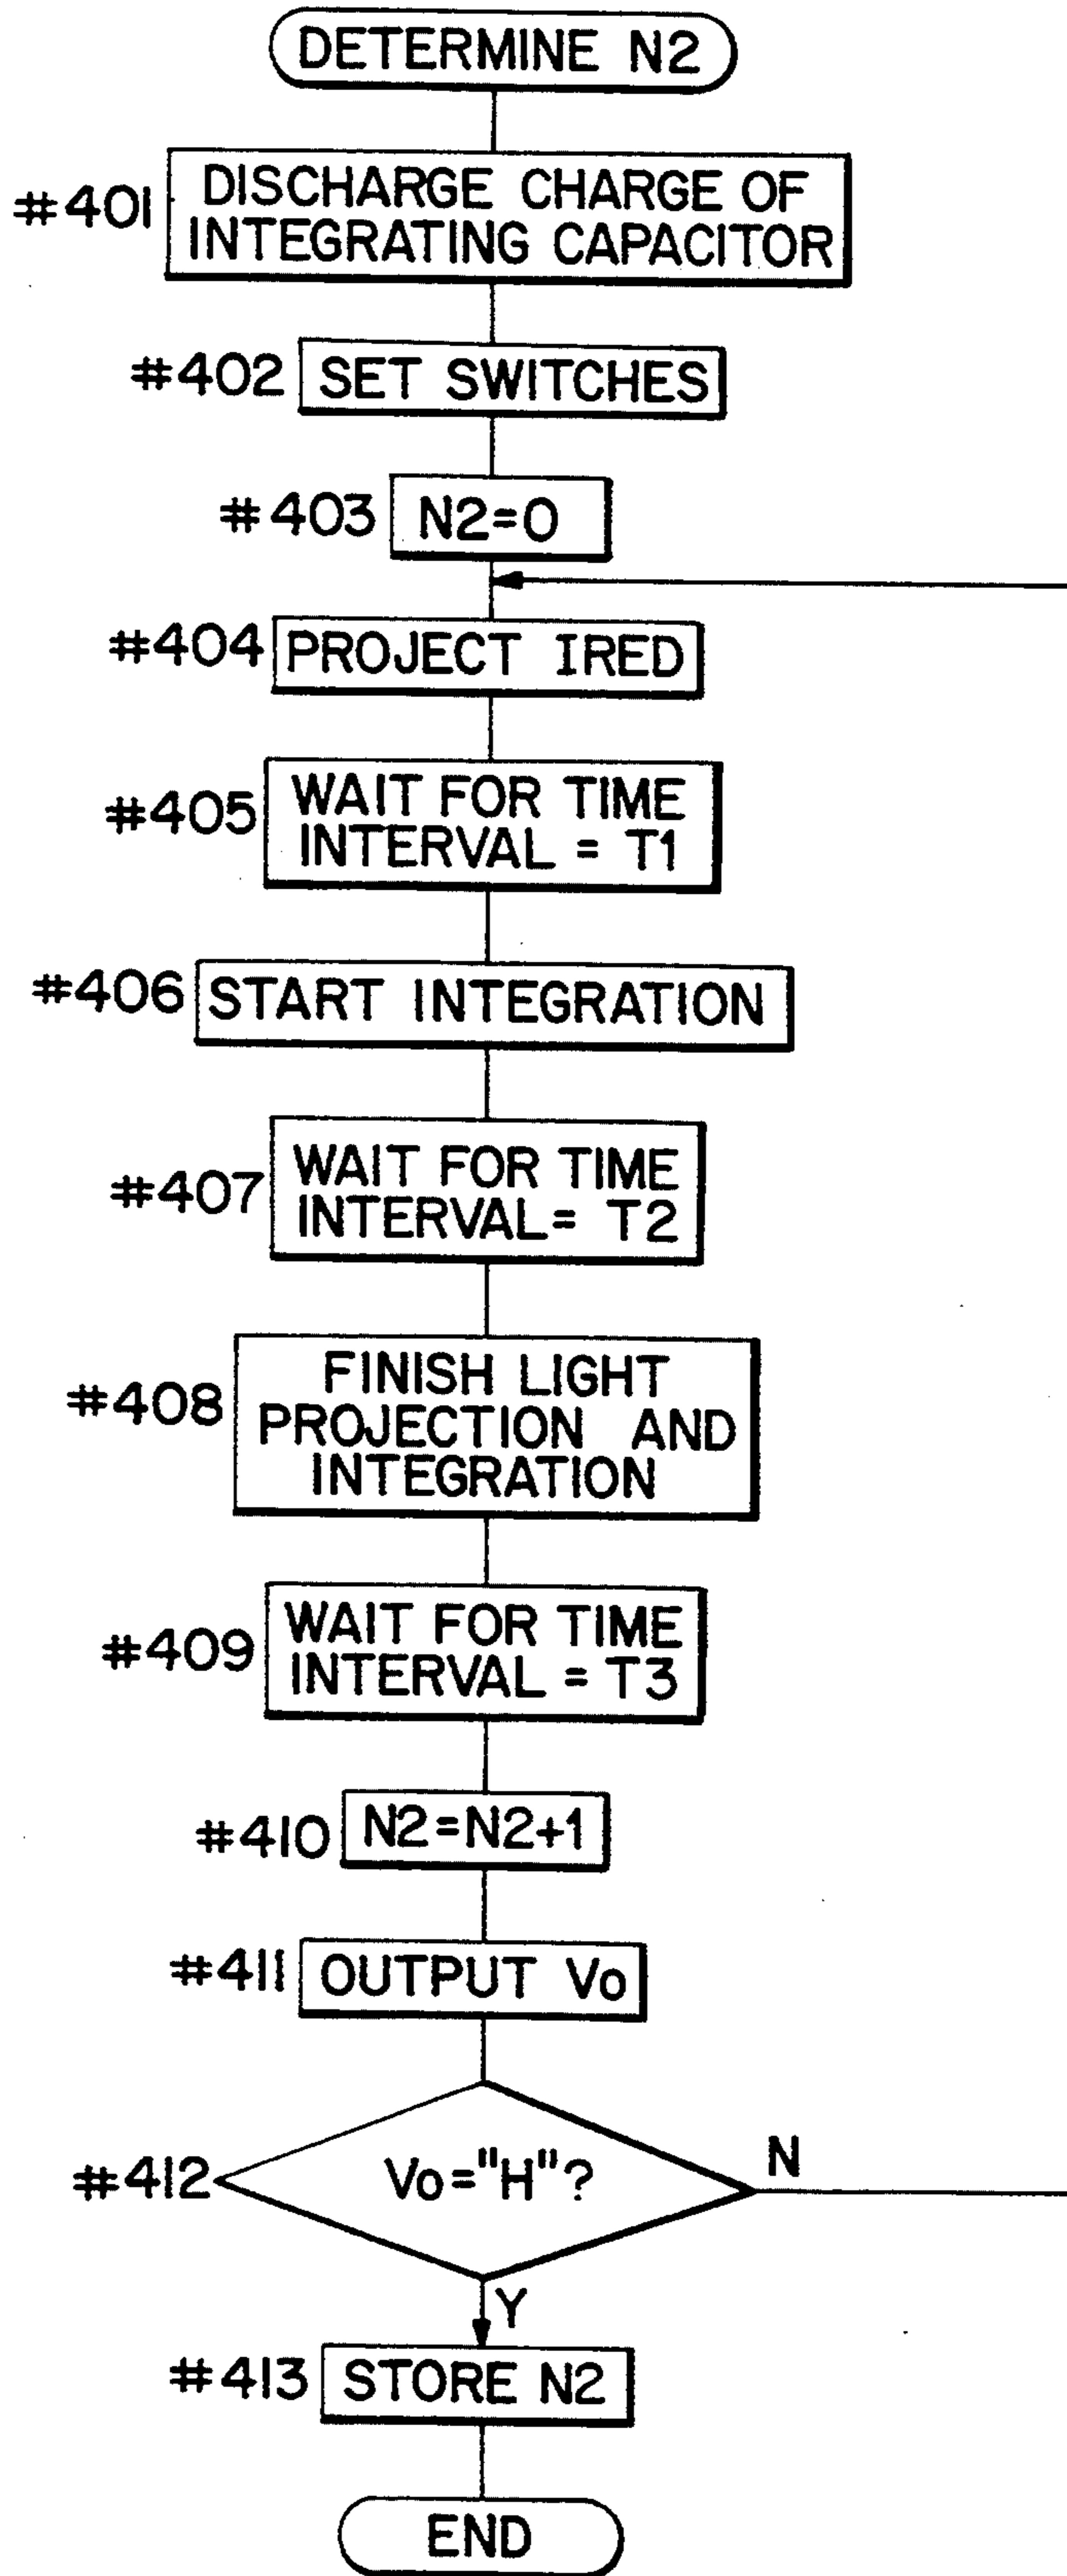 DETERMINE N2
#401
DISCHARGE CHARGE OF
INTEGRATING CAPACITOR
#402
SET SWITCHES
#403
N2=0
#404
PROJECT IRED
#405
WAIT FOR TIME
INTERVAL = T1
#406
START INTEGRATION
#407
WAIT FOR TIME
INTERVAL= T2
#408
FINISH LIGHT
PROJECTION AND
INTEGRATION
#409
WAIT FOR TIME
INTERVAL = T3
#410
N2=N2+1
#411
OUTPUT Vo
#412
Vo="H"?
N
Y
#413
STORE N2
END